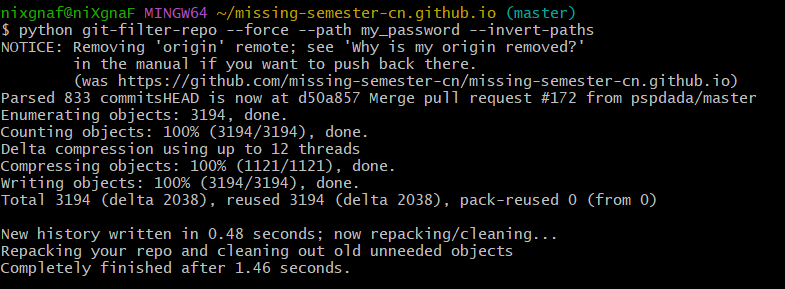 nixgnaf@niXgnaF MINGW64 ~/missing-semester-cn.github.io (master)
$ python git-filter-repo --force --path my_password --invert-paths
NOTICE: Removing 'origin' remote; see 'Why is my origin removed?'
        in the manual if you want to push back there.
        (was https://github.com/missing-semester-cn/missing-semester-cn.github.io)
Parsed 833 commitsHEAD is now at d50a857 Merge pull request #172 from pspdada/master
Enumerating objects: 3194, done.
Counting objects: 100% (3194/3194), done.
Delta compression using up to 12 threads
Compressing objects: 100% (1121/1121), done.
Writing objects: 100% (3194/3194), done.
Total 3194 (delta 2038), reused 3194 (delta 2038), pack-reused 0 (from 0)

New history written in 0.48 seconds; now repacking/cleaning...
Repacking your repo and cleaning out old unneeded objects
Completely finished after 1.46 seconds.